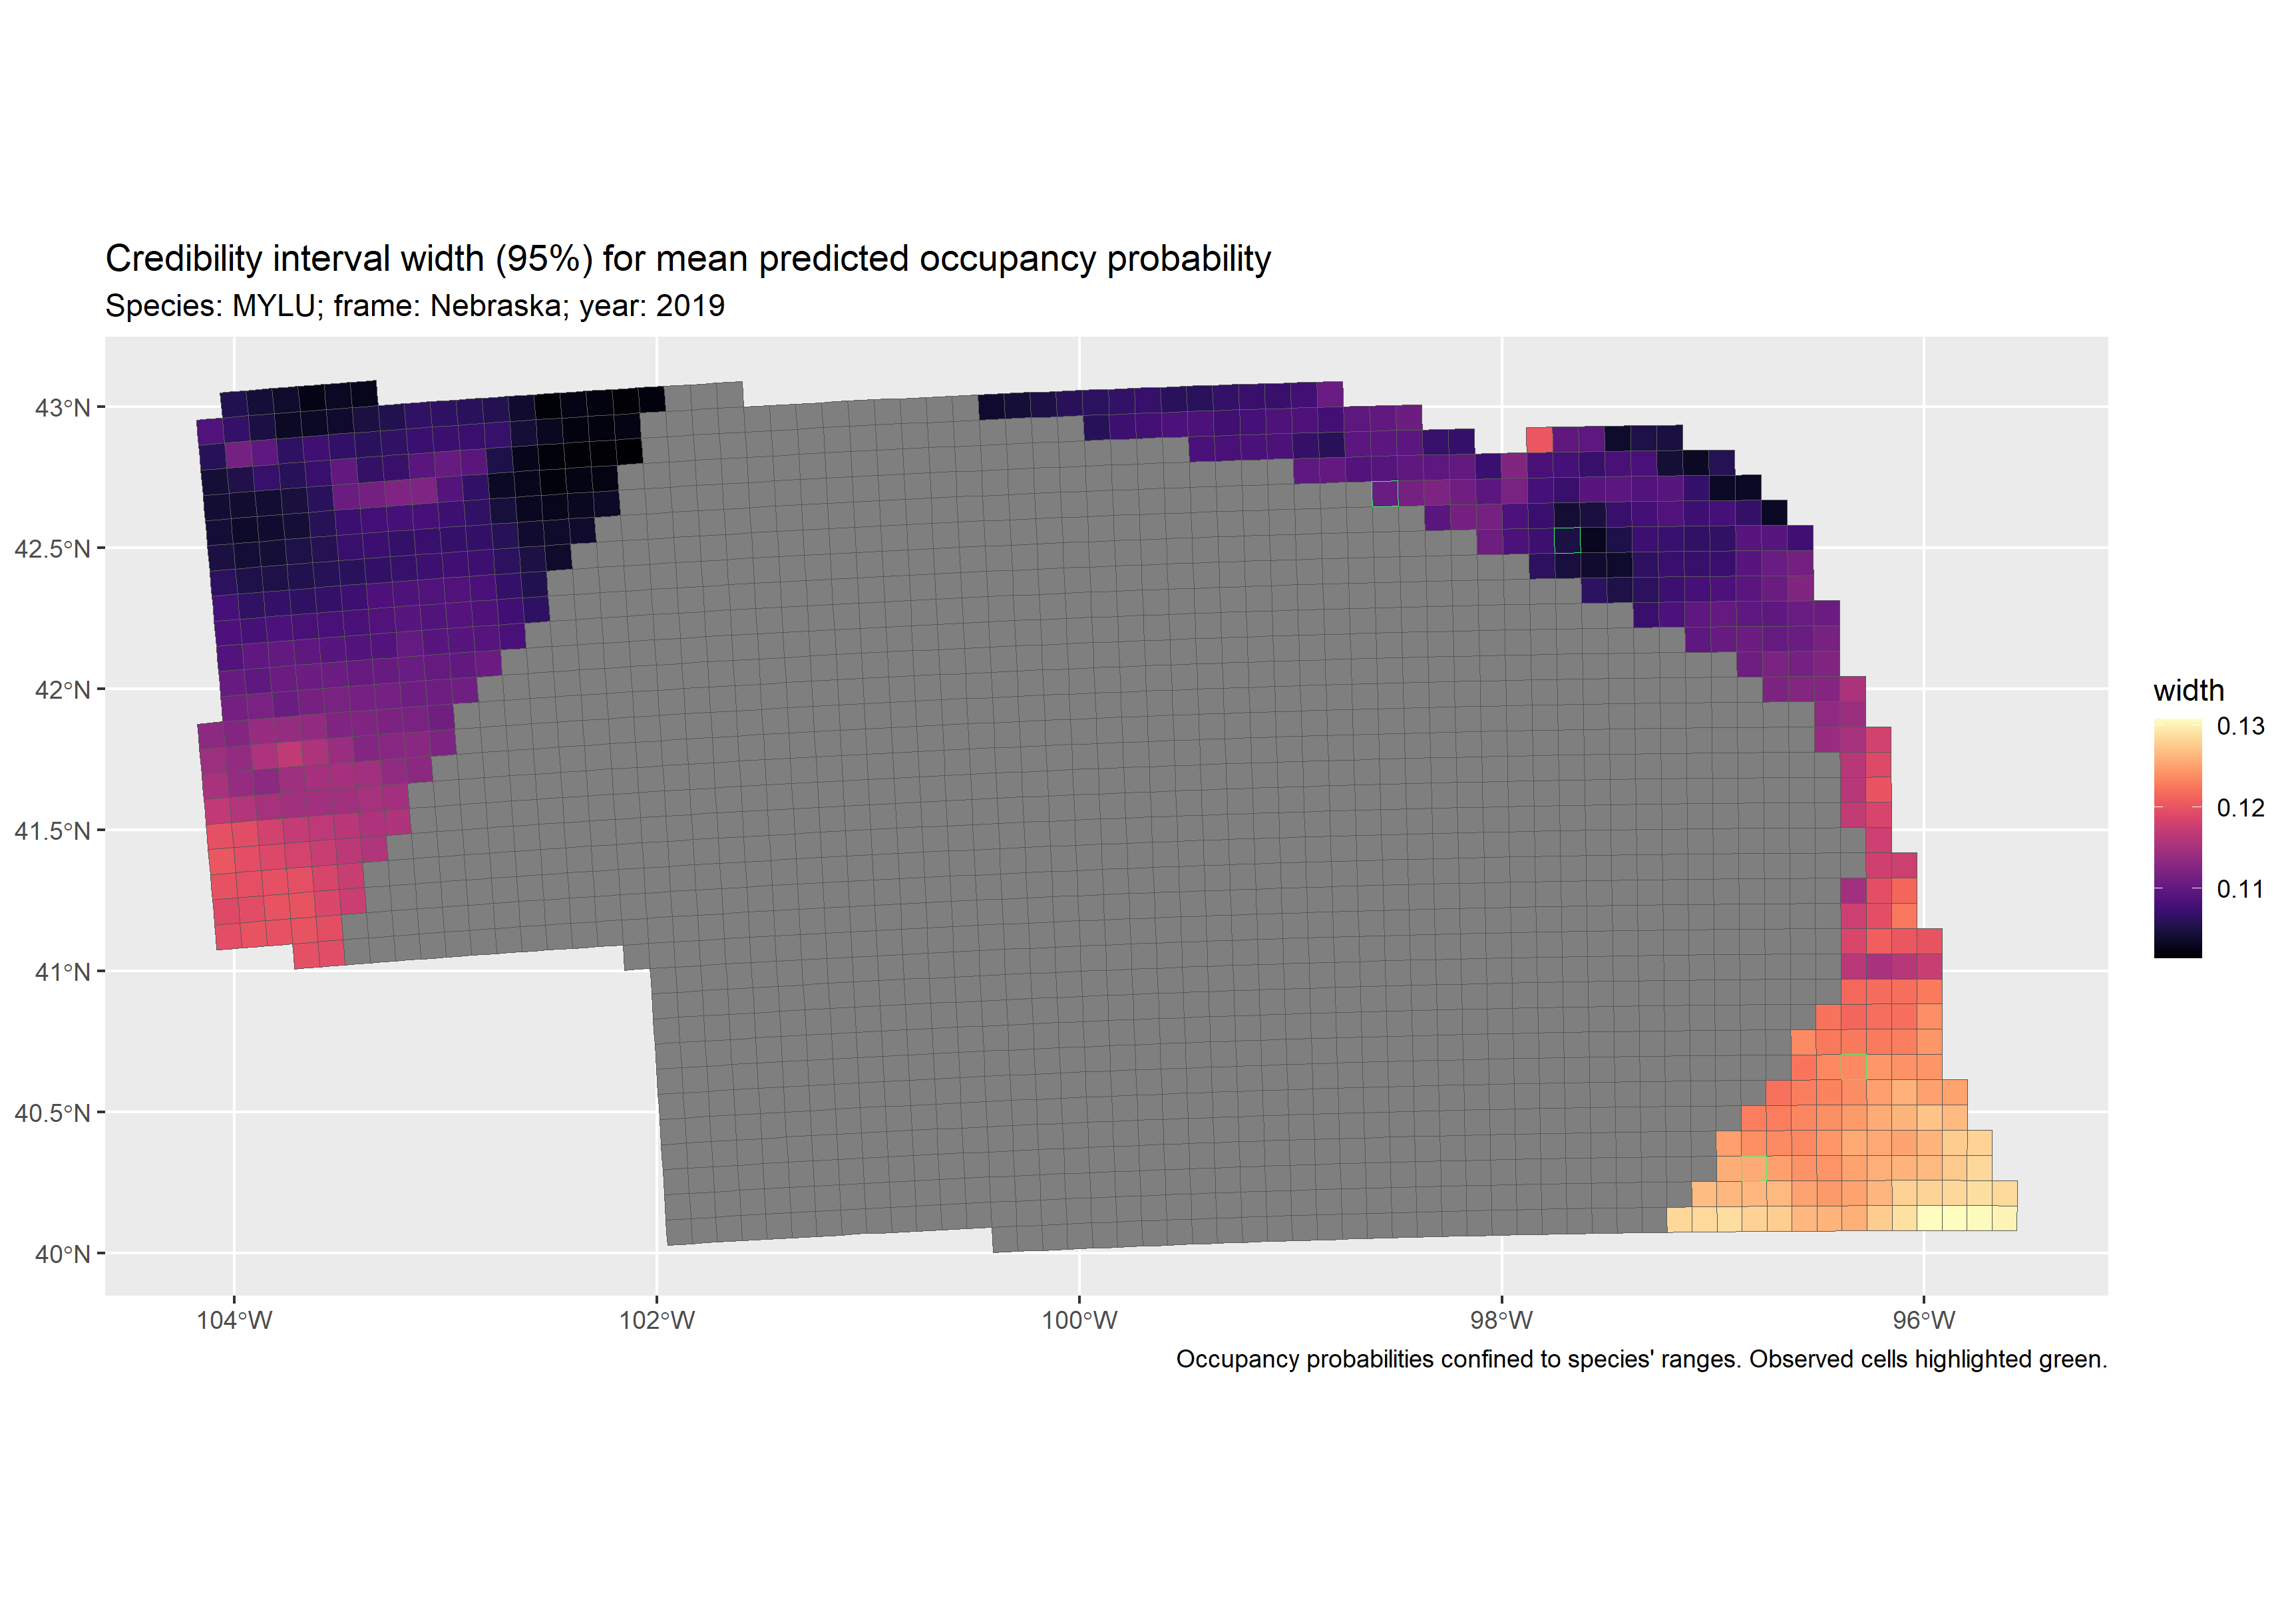 Credibility interval width (95%) for mean predicted occupancy probability
Species: MYLU; frame: Nebraska; year: 2019
43°N
42.5°N
42°N
41.5°N
41°N
40.5°N
40°N
104°W
102°W
100°W
98°W
96°W
width
0.13
0.12
0.11
Occupancy probabilities confined to species' ranges. Observed cells highlighted green.